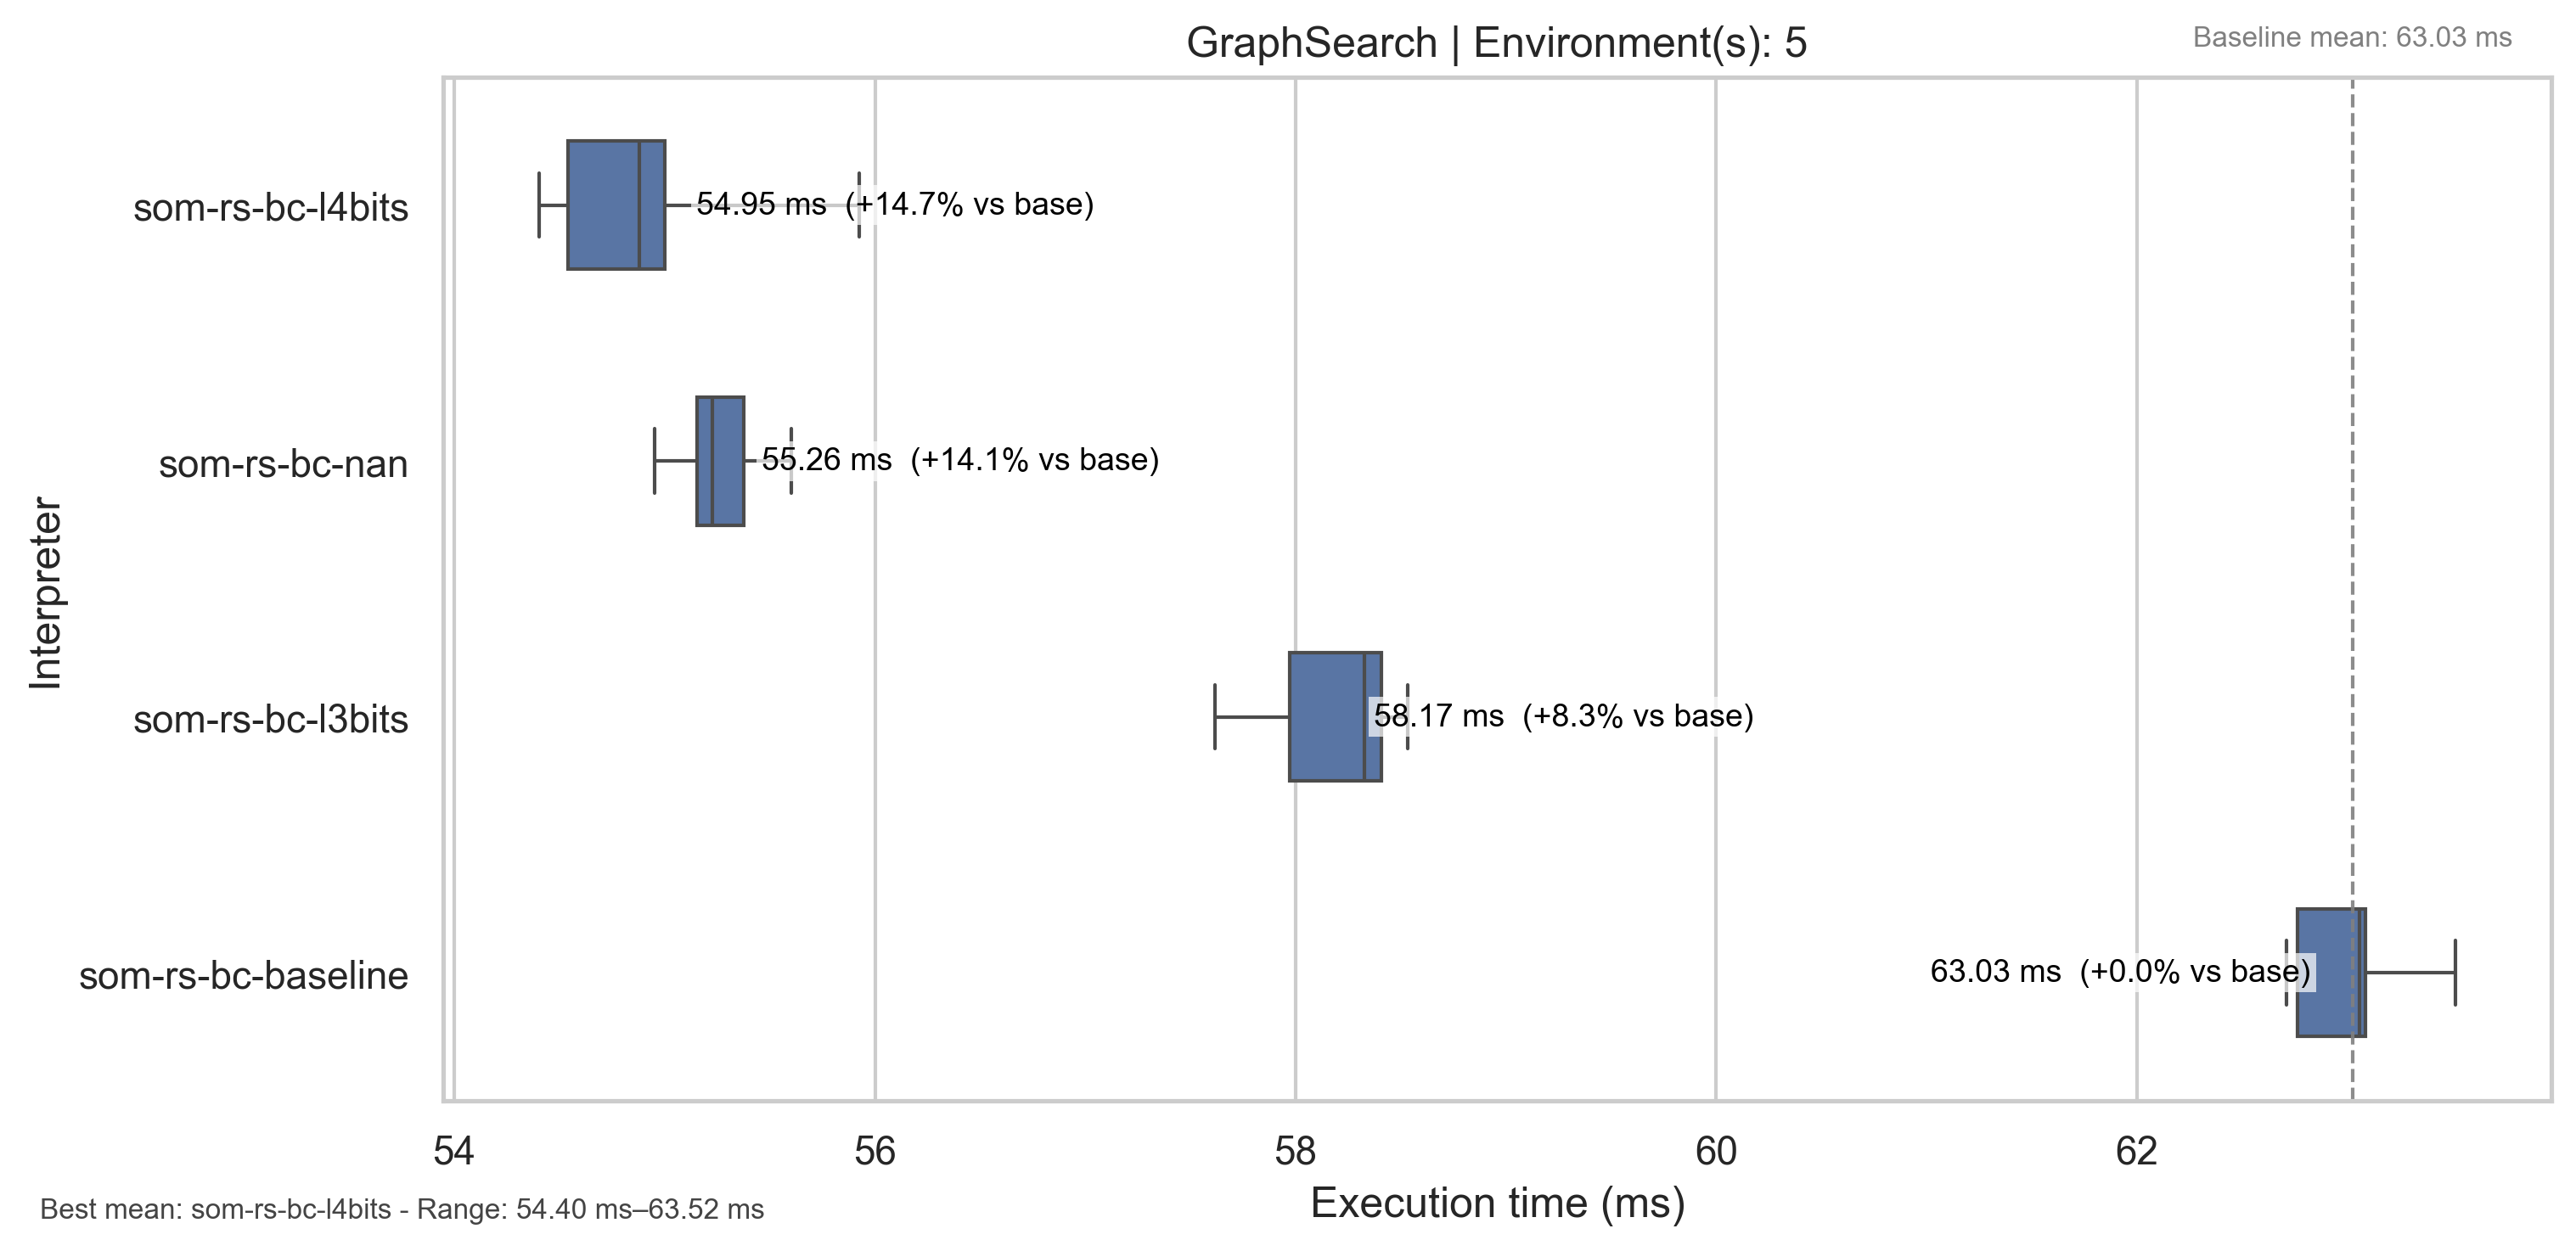 GraphSearch | Environment(s): 5
Baseline mean: 63.03 ms
Interpreter
som-rs-bc-l4bits
54.95 ms (+14.7% vs base)
som-rs-bc-nan
55.26 ms (+14.1% vs base)
som-rs-bc-l3bits
58.17 ms (+8.3% vs base)
som-rs-bc-baseline
63.03 ms (+0.0% vs base)
54 56 58 60 62
Execution time (ms)
Best mean: som-rs-bc-l4bits - Range: 54.40 ms–63.52 ms